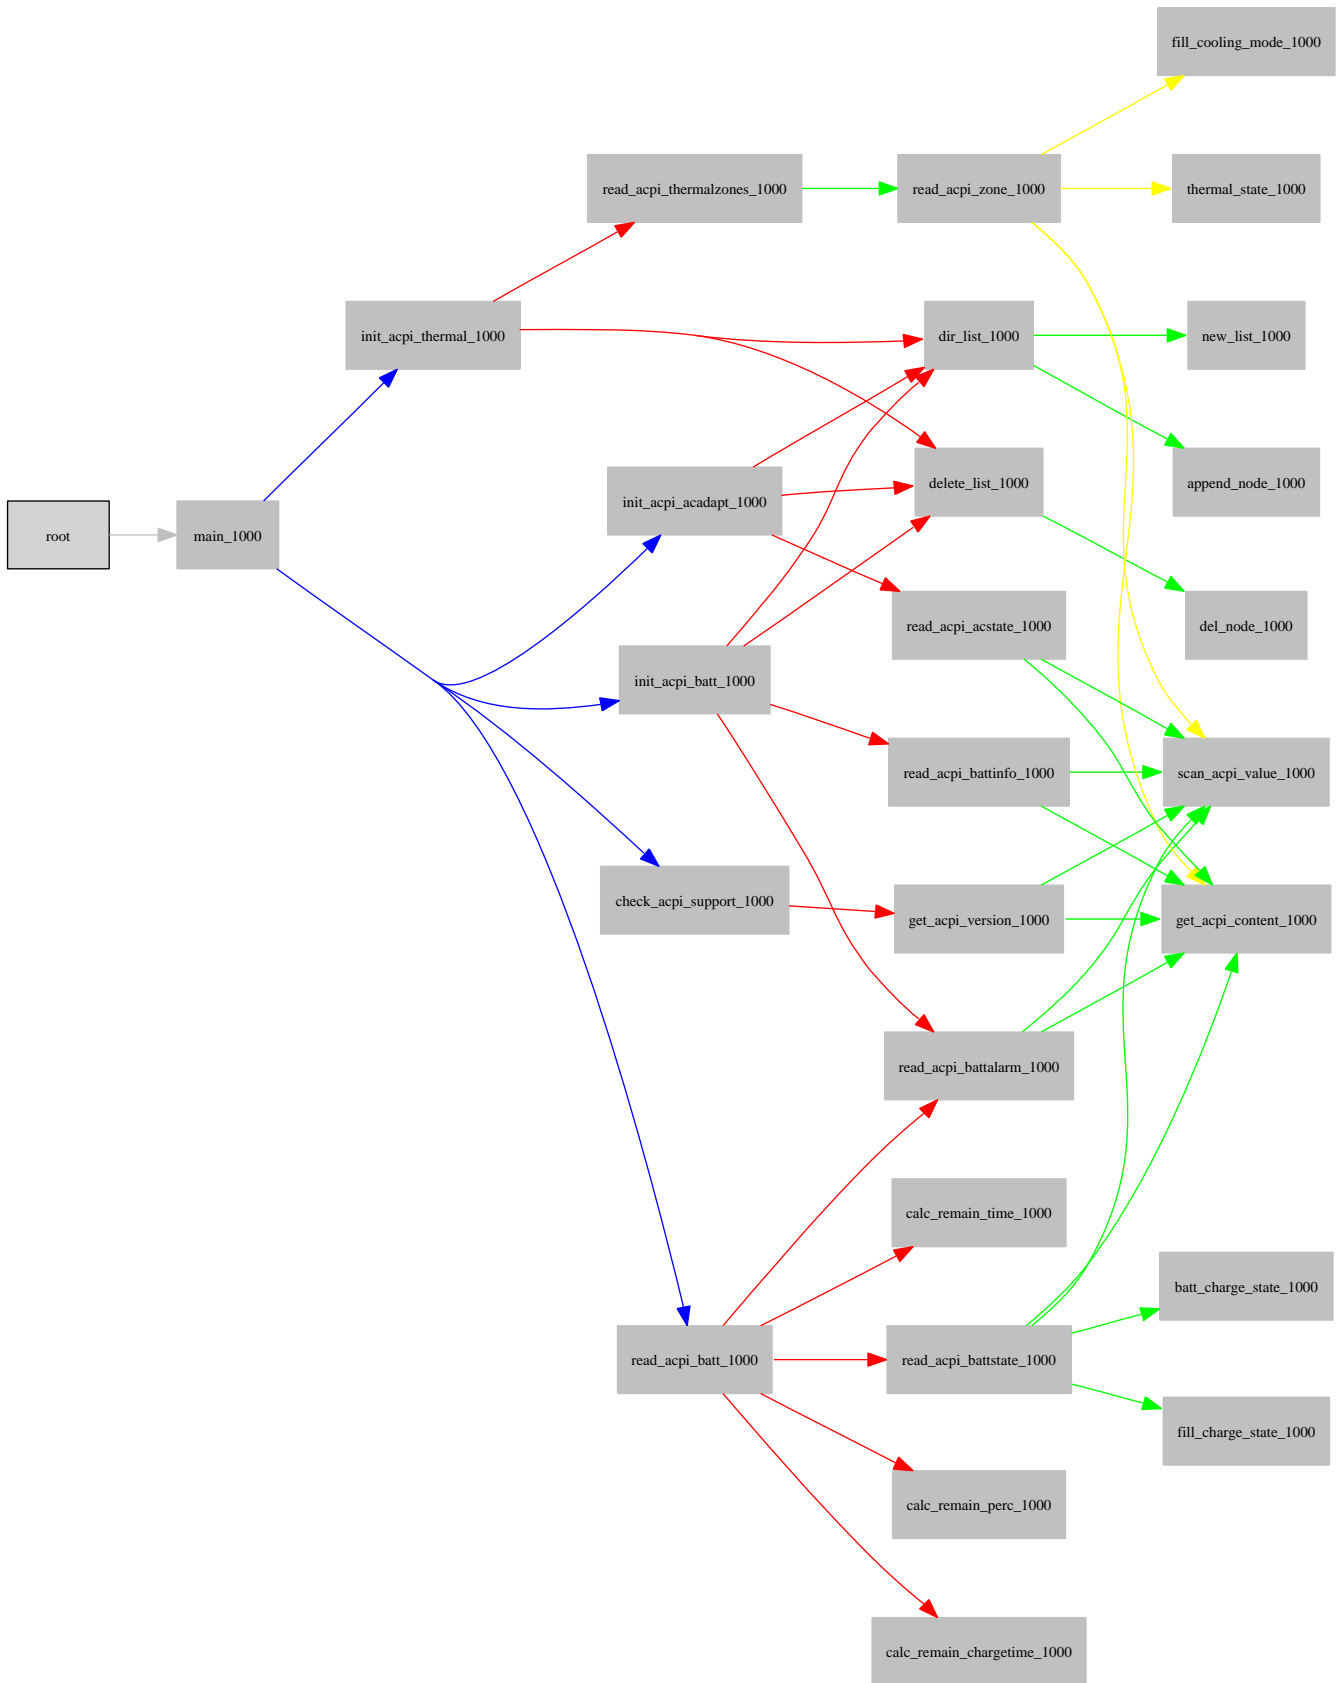 fill_cooling_mode_1000
read_acpi_thermalzones_1000
read_acpi_zone_1000
thermal_state_1000
init_acpi_thermal_1000
dir_list_1000
new_list_1000
delete_list_1000
append_node_1000
init_acpi_acadapt_1000
root
main_1000
read_acpi_acstate_1000
del_node_1000
init_acpi_batt_1000
read_acpi_battinfo_1000
scan_acpi_value_1000
check_acpi_support_1000
get_acpi_version_1000
get_acpi_content_1000
read_acpi_battalarm_1000
calc_remain_time_1000
batt_charge_state_1000
read_acpi_batt_1000
read_acpi_battstate_1000
fill_charge_state_1000
calc_remain_perc_1000
calc_remain_chargetime_1000